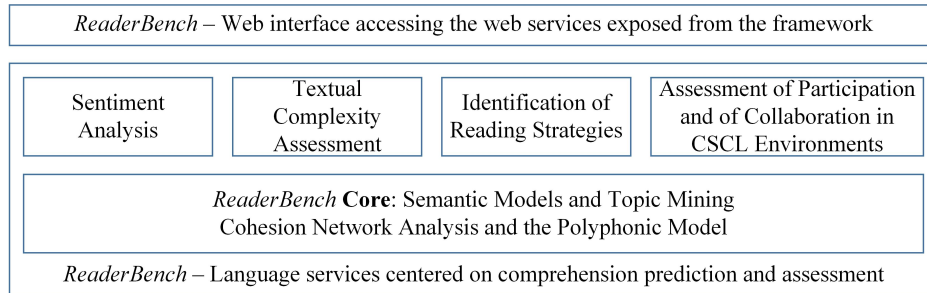 ReaderBench – Web interface accessing the web services exposed from the framework
Sentiment
Analysis
Textual
Complexity
Assessment
Identification of
Reading Strategies
Assessment of Participation
and of Collaboration in
CSCL Environments
ReaderBench Core: Semantic Models and Topic Mining
Cohesion Network Analysis and the Polyphonic Model
ReaderBench – Language services centered on comprehension prediction and assessment